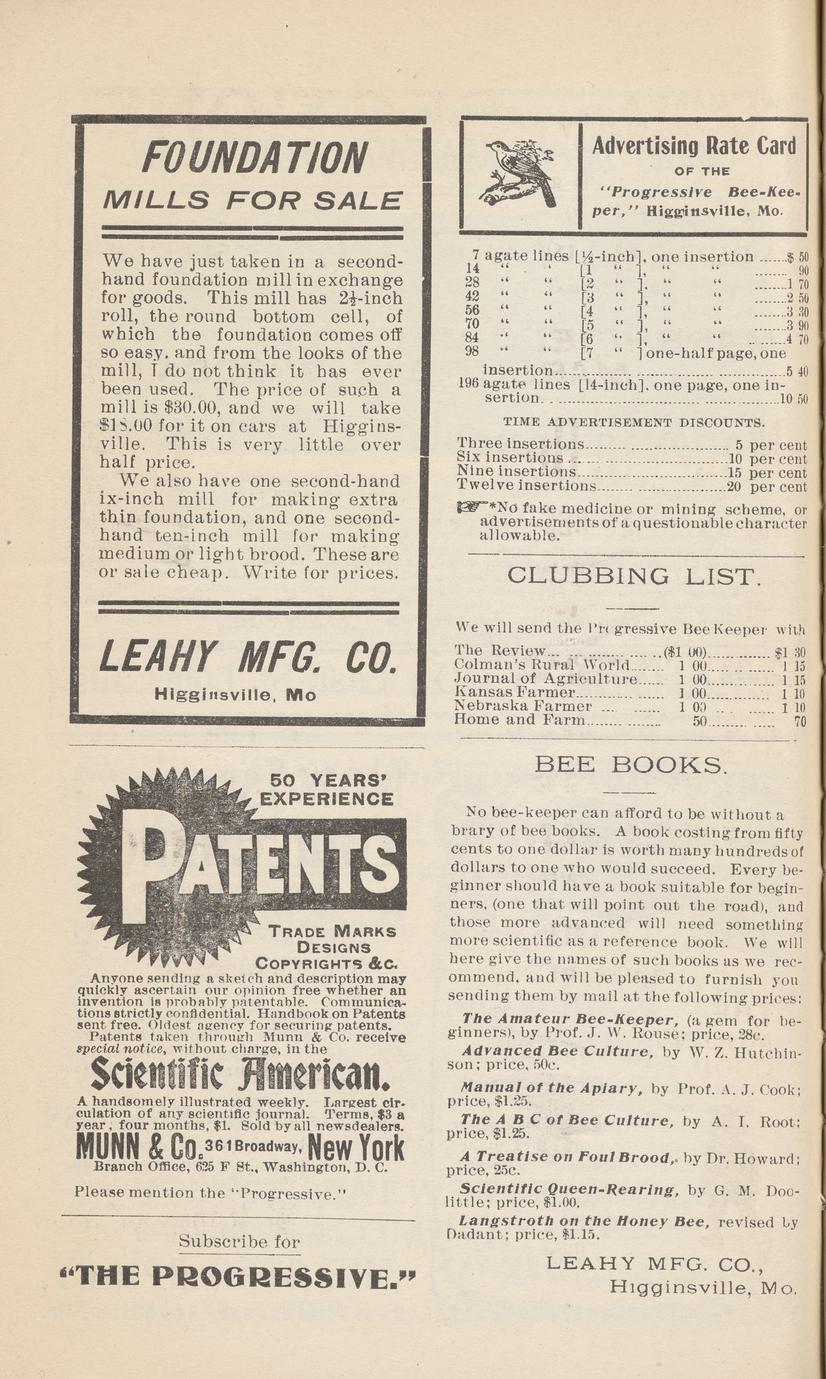 FOUNDATION
MILLS FOR SALE
We have just taken in a second-
hand foundation mill in exchange
for goods. This mill has 2½-inch
roll, the round bottom cell, of
which the foundation comes off
so easy. and from the looks of the
mill, I do not think it has ever
been used. The price of such a
mill is $30.00, and we will take
for it on cars at Higgins-
ville. This is very little over
half price.
We also have one second-hand
ix-inch mill for making extra
thin foundation, and one second-
hand ten-inch mill for making
medium or light brood. These are
or sale cheap. Write for prices.
LEAHY MFG. CO.
Higginsville, Mo
50 YEARS'
EXPERIENCE
PATENTS
TRADE MARKS
DESIGNS
COPYRIGHTS &C.
Anyone sending a sketch and description may
quickly ascertain our opinion free whether an
invention is probably patentable. Communica-
tions strictly confidential. Handbook on Patents
sent free. Oldest agency for securing patents.
Patents taken through Munn & Co. receive
special notice, without charge, in the
Scientific American.
A handsomely illustrated weekly. Largest cir-
culation of any scientific journal. Terms, $3 a
year, four months, $1. Sold by all newsdealers.
MUNN & Co. 361 Broadway, New York
Branch Office, 625 F St., Washington, D. C.
Please mention the "Progressive."
Subscribe for
"THE PROGRESSIVE."
Advertising Rate Card
OF THE
"Progressive Bee-Kee-
per," Higginsville, Mo.
7 agate lines [½-inch], one insertion ......$ 50
14 " " [1 " ], " " ........ 90
28 " " [2 " ], " " .......1 70
42 " " [3 " ], " " .......2 50
56 " " [4 " ], " " .......3 30
70 " " [5 " ], " " .......3 90
84 " " [6 " ], " " .. ......4 70
98 " " [7 " ] one-half page, one
insertion..............................5 40
196 agate lines [14-inch]. one page, one in-
sertion. ..............................10 50
TIME ADVERTISEMENT DISCOUNTS.
Three insertions.............................. 5 per cent
Six insertions ..............................10 per cent
Nine insertions..............................15 per cent
Twelve insertions..............................20 per cent
☞*No fake medicine or mining scheme, or
advertisements of a questionable character
allowable.
CLUBBING LIST.
We will send the Progressive Bee Keeper with
The Review..................($1 00)............$1 30
Colman's Rural World....... 1 00............ 1 15
Journal of Agriculture...... 1 00............ 1 15
Kansas Farmer............... 1 00............ 1 10
Nebraska Farmer ... ...... 1 00 ... ....... 1 10
Home and Farm............... 50............ 70
BEE BOOKS.
No bee-keeper can afford to be without a
brary of bee books. A book costing from fifty
cents to one dollar is worth many hundreds of
dollars to one who would succeed. Every be-
ginner should have a book suitable for begin-
ners, (one that will point out the road), and
those more advanced will need something
more scientific as a reference book. We will
here give the names of such books as we rec-
ommend, and will be pleased to furnish you
sending them by mail at the following prices:
The Amateur Bee-Keeper, (a gem for be-
ginners), by Prof. J. W. Rouse; price, 28c.
Advanced Bee Culture, by W. Z. Hutchin-
son; price, 50c.
Manual of the Apiary, by Prof. A. J. Cook;
price, $1.25.
The A B C of Bee Culture, by A. I. Root;
price, $1.25.
A Treatise on Foul Brood, by Dr. Howard;
price, 25c.
Scientific Queen-Rearing, by G. M. Doo-
little; price, $1.00.
Langstroth on the Honey Bee, revised by
Dadant; price, $1.15.
LEAHY MFG. CO.,
Higginsville, Mo.